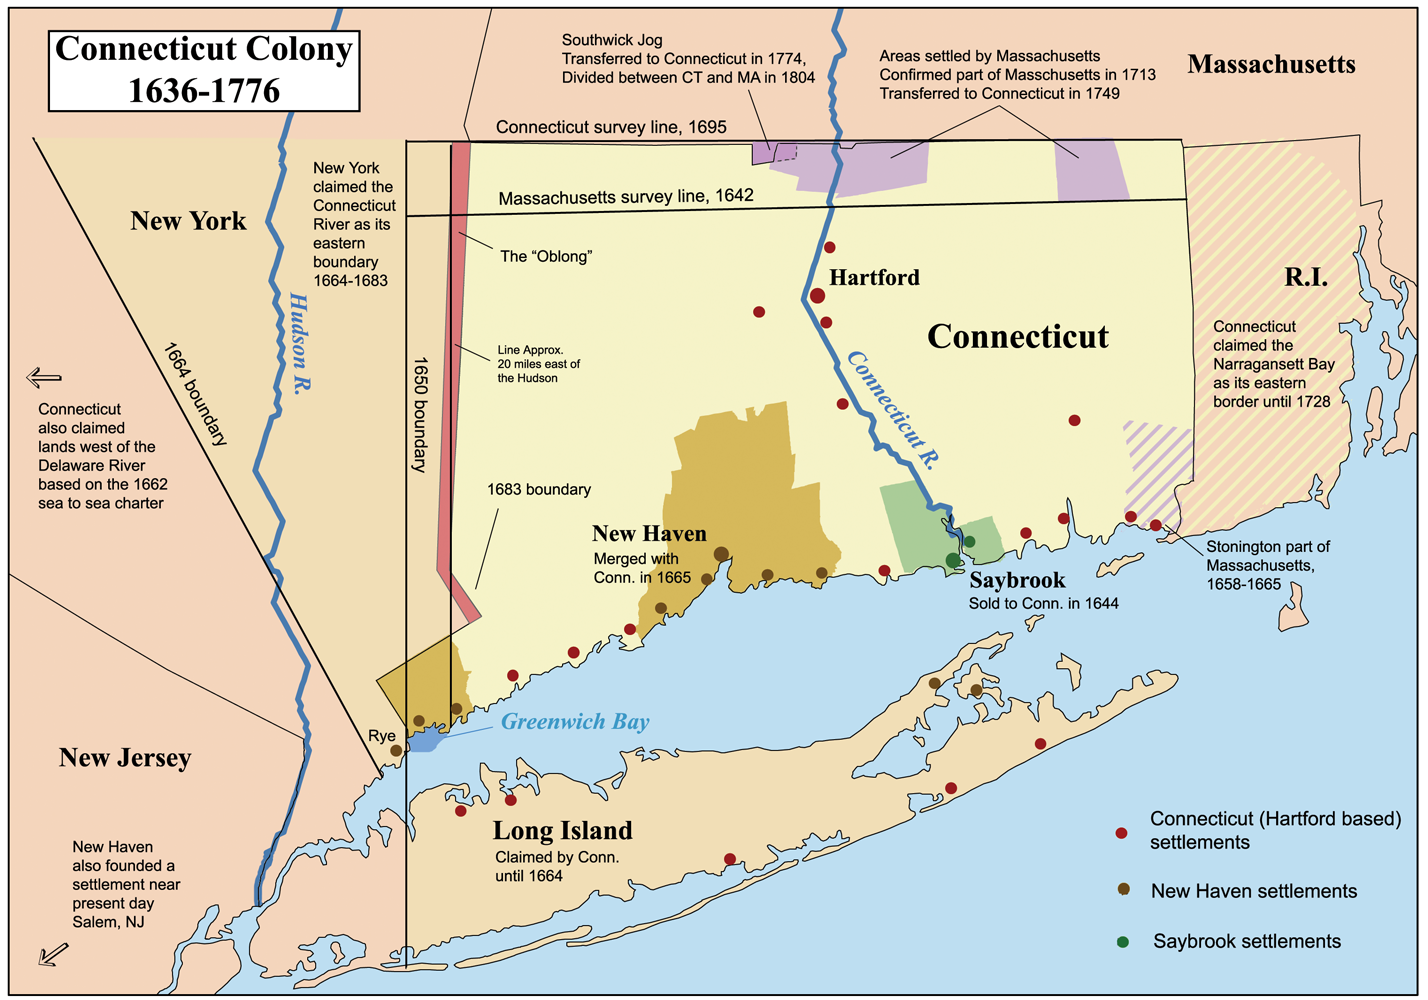 Connecticut Colony
1636-1776
Southwick Jog
Transferred to Connecticut in 1774,
Divided between CT and MA in 1804
Areas settled by Massachusetts
Confirmed part of Masschusetts in 1713
Transferred to Connecticut in 1749
Massachusetts
Connecticut survey line, 1695
New York
claimed the
Connecticut
River as its
eastern
boundary
1664-1683
Massachusetts survey line, 1642
New York
The “Oblong”
Hartford
R.I.
Hudson R.
Connecticut
Connecticut
claimed the
Narragansett Bay
as its eastern
border until 1728
1664 boundary
Line Approx.
20 miles east of
the Hudson
1650 boundary
Connecticut R.
Connecticut
also claimed
lands west of the
Delaware River
based on the 1662
sea to sea charter
1683 boundary
New Haven
Merged with
Conn. in 1665
Stonington part of
Massachusetts,
1658-1665
Saybrook
Sold to Conn. in 1644
Greenwich Bay
Rye
New Jersey
Long Island
Claimed by Conn.
until 1664
New Haven
also founded a
settlement near
present day
Salem, NJ
Connecticut (Hartford based)
settlements
New Haven settlements
Saybrook settlements